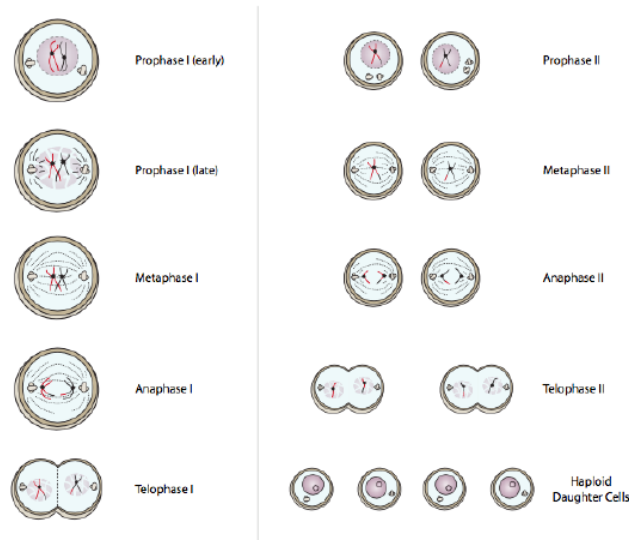 Prophase I (early)
Prophase I (late)
Metaphase I
Anaphase I
Telophase I
Prophase II
Metaphase II
Anaphase II
Telophase II
Haploid
Daughter Cells